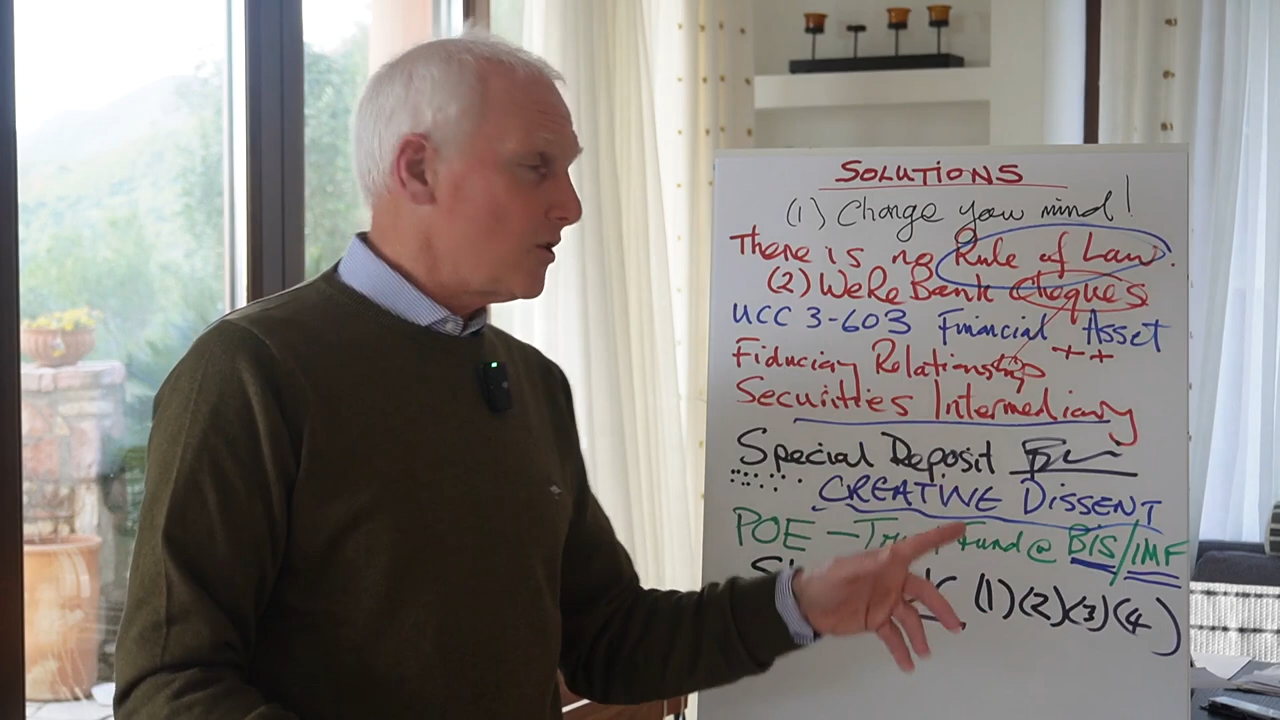 SOLUTIONS
(1) Change your mind!
There is no Rule of Law.
(2) WeRe Bank Cheques
UCC 3-603 Financial Asset
Fiduciary Relationship ++
Securities Intermediary
Special Deposit
CREATIVE DISSENT
POE - Fund @ BIS/IMF
(1)(2)(3)(4)